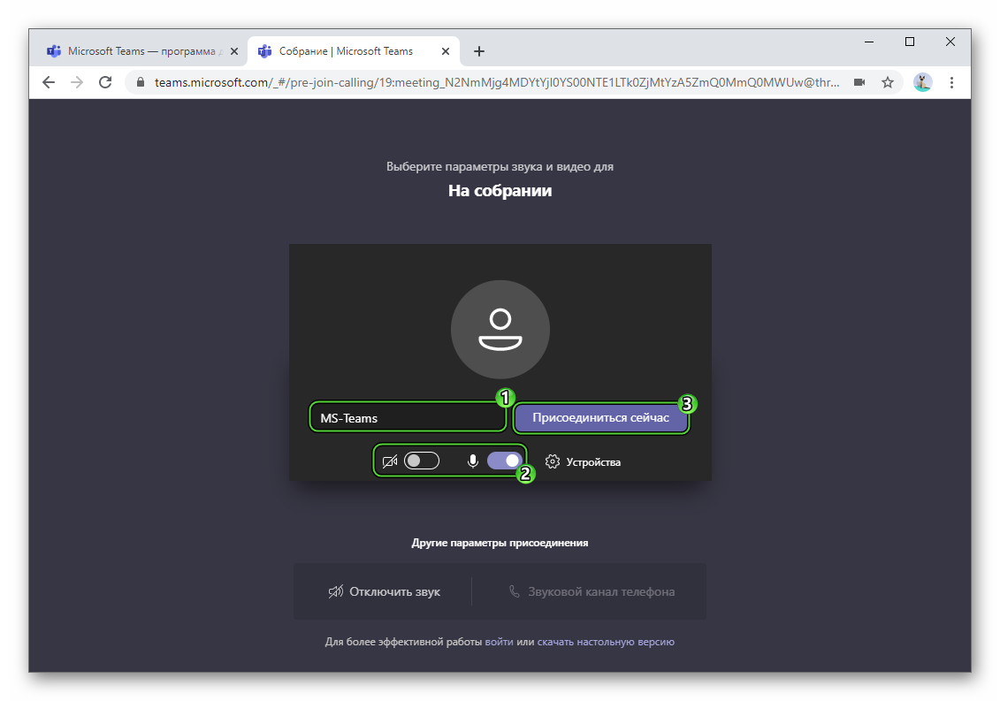 Microsoft Teams — программа д
Собрание | Microsoft Teams
teams.microsoft.com/_#/pre-join-calling/19:meeting_N2NmMjg4MDYtYjI0YS00NTE1LTk0ZjMtYzA5ZmQ0MmQ0MWUw@thr...
Выберите параметры звука и видео для
На собрании
1
3
MS-Teams
Присоединиться сейчас
Устройства
2
Другие параметры присоединения
Отключить звук
Звуковой канал телефона
Для более эффективной работы войти или скачать настольную версию